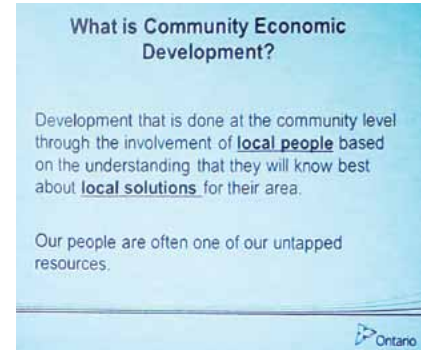 What is Community Economic
Development?
Development that is done at the community level
through the involvement of local people based
on the understanding that they will know best
about local solutions for their area.
Our people are often one of our untapped
resources.
Ontario